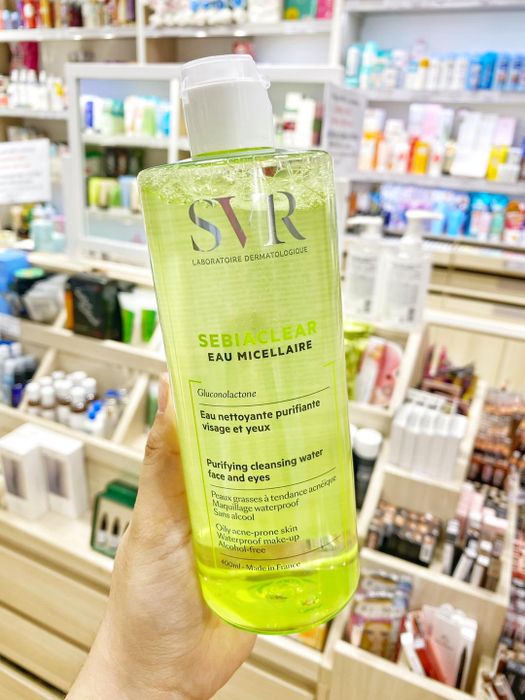 SVR
LABORATOIRE DERMATOLOGIQUE
SEBIACLEAR
EAU MICELLAIRE
Gluconolactone
Eau nettoyante purifiante
visage et yeux
Purifying cleansing water
face and eyes
Peaux grasses à tendance acnéique
Maquillage waterproof
Sans alcool
Oily acne-prone skin
Waterproof make-up
Alcohol-free
400ml - Made in France